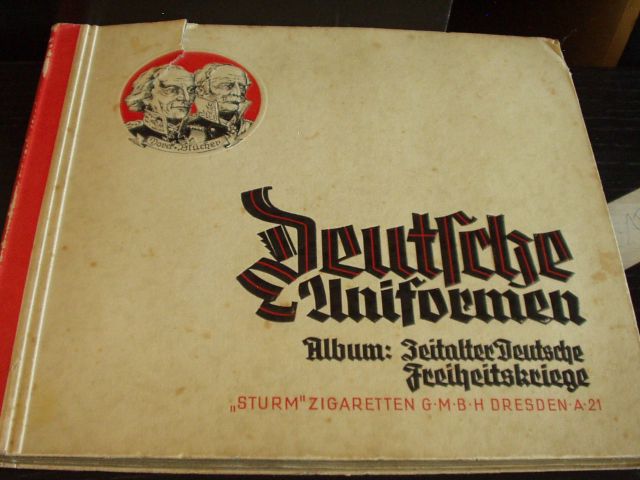 Yorck • Blücher
Deutsche
Uniformen
Album: Zeitalter Deutsche
Freiheitskriege
„STURM" ZIGARETTEN G·M·B·H DRESDEN·A·21